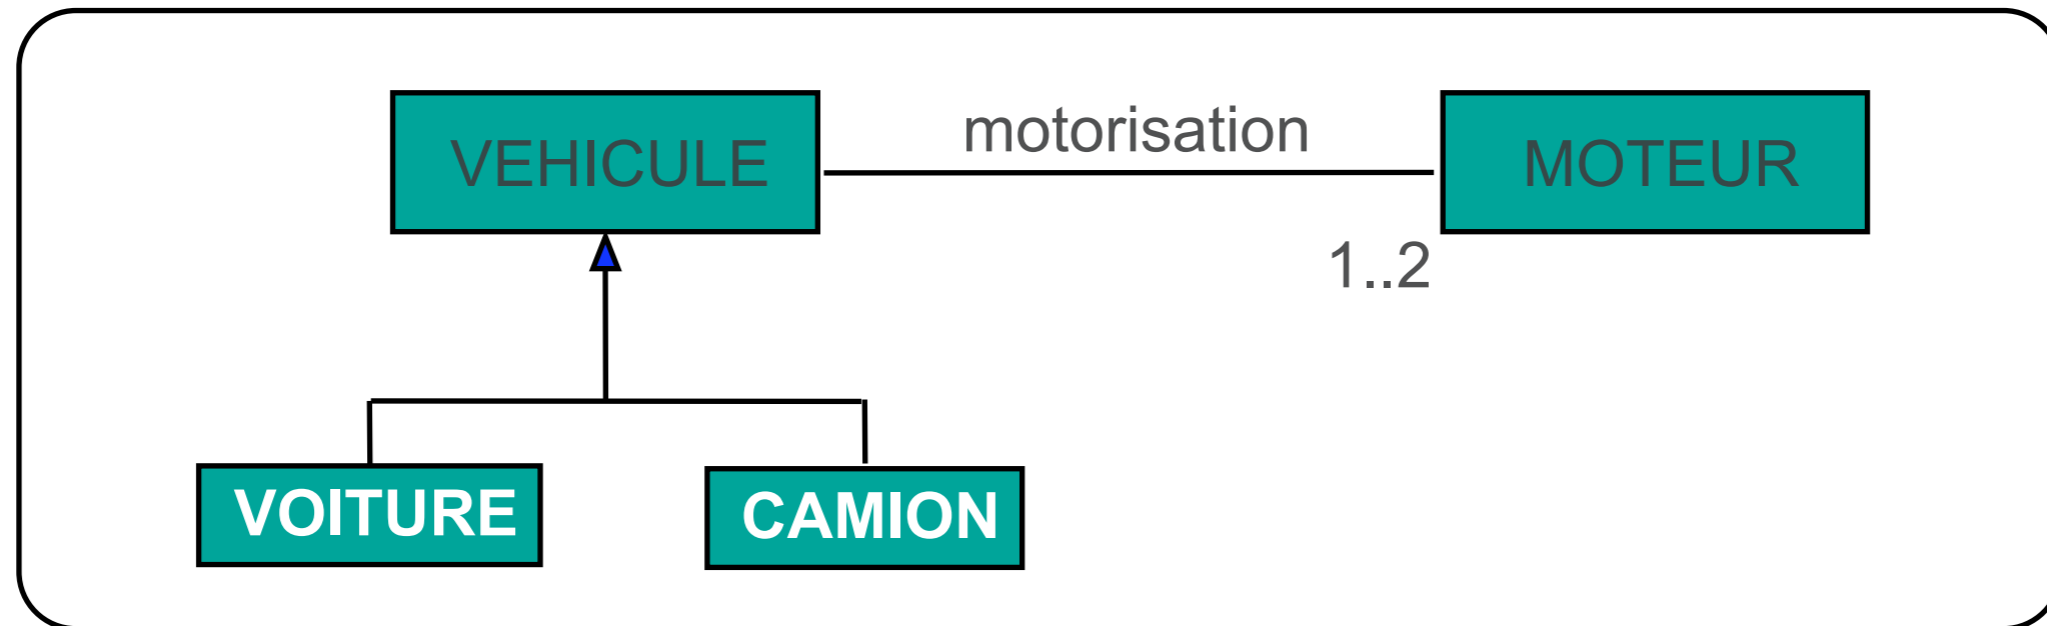 motorisation
VEHICULE
MOTEUR
1..2
VOITURE
CAMION